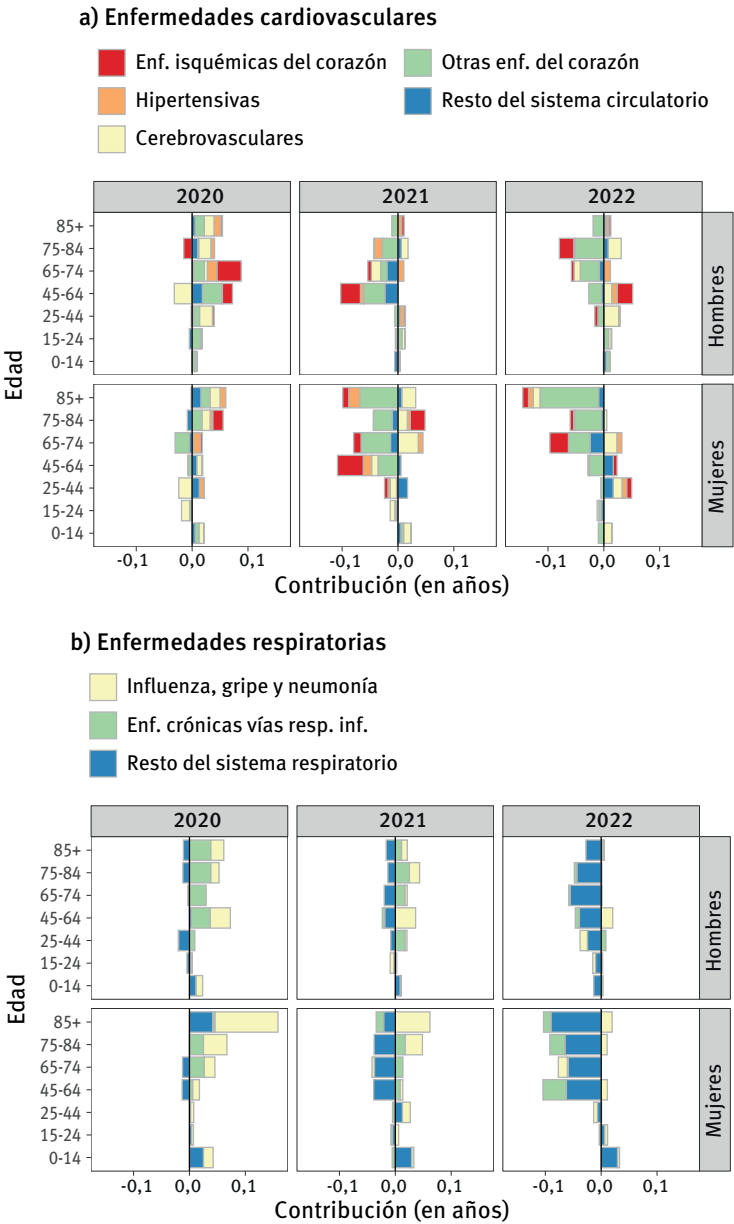 a) Enfermedades cardiovasculares
Enf. isquémicas del corazón
Otras enf. del corazón
Hipertensivas
Resto del sistema circulatorio
Cerebrovasculares
2020
2021
2022
Edad
85+
75-84
65-74
45-64
25-44
15-24
0-14
Hombres
85+
75-84
65-74
45-64
25-44
15-24
0-14
Mujeres
-0,1 0,0 0,1
-0,1 0,0 0,1
-0,1 0,0 0,1
Contribución (en años)
b) Enfermedades respiratorias
Influenza, gripe y neumonía
Enf. crónicas vías resp. inf.
Resto del sistema respiratorio
2020
2021
2022
Edad
85+
75-84
65-74
45-64
25-44
15-24
0-14
Hombres
85+
75-84
65-74
45-64
25-44
15-24
0-14
Mujeres
-0,1 0,0 0,1
-0,1 0,0 0,1
-0,1 0,0 0,1
Contribución (en años)